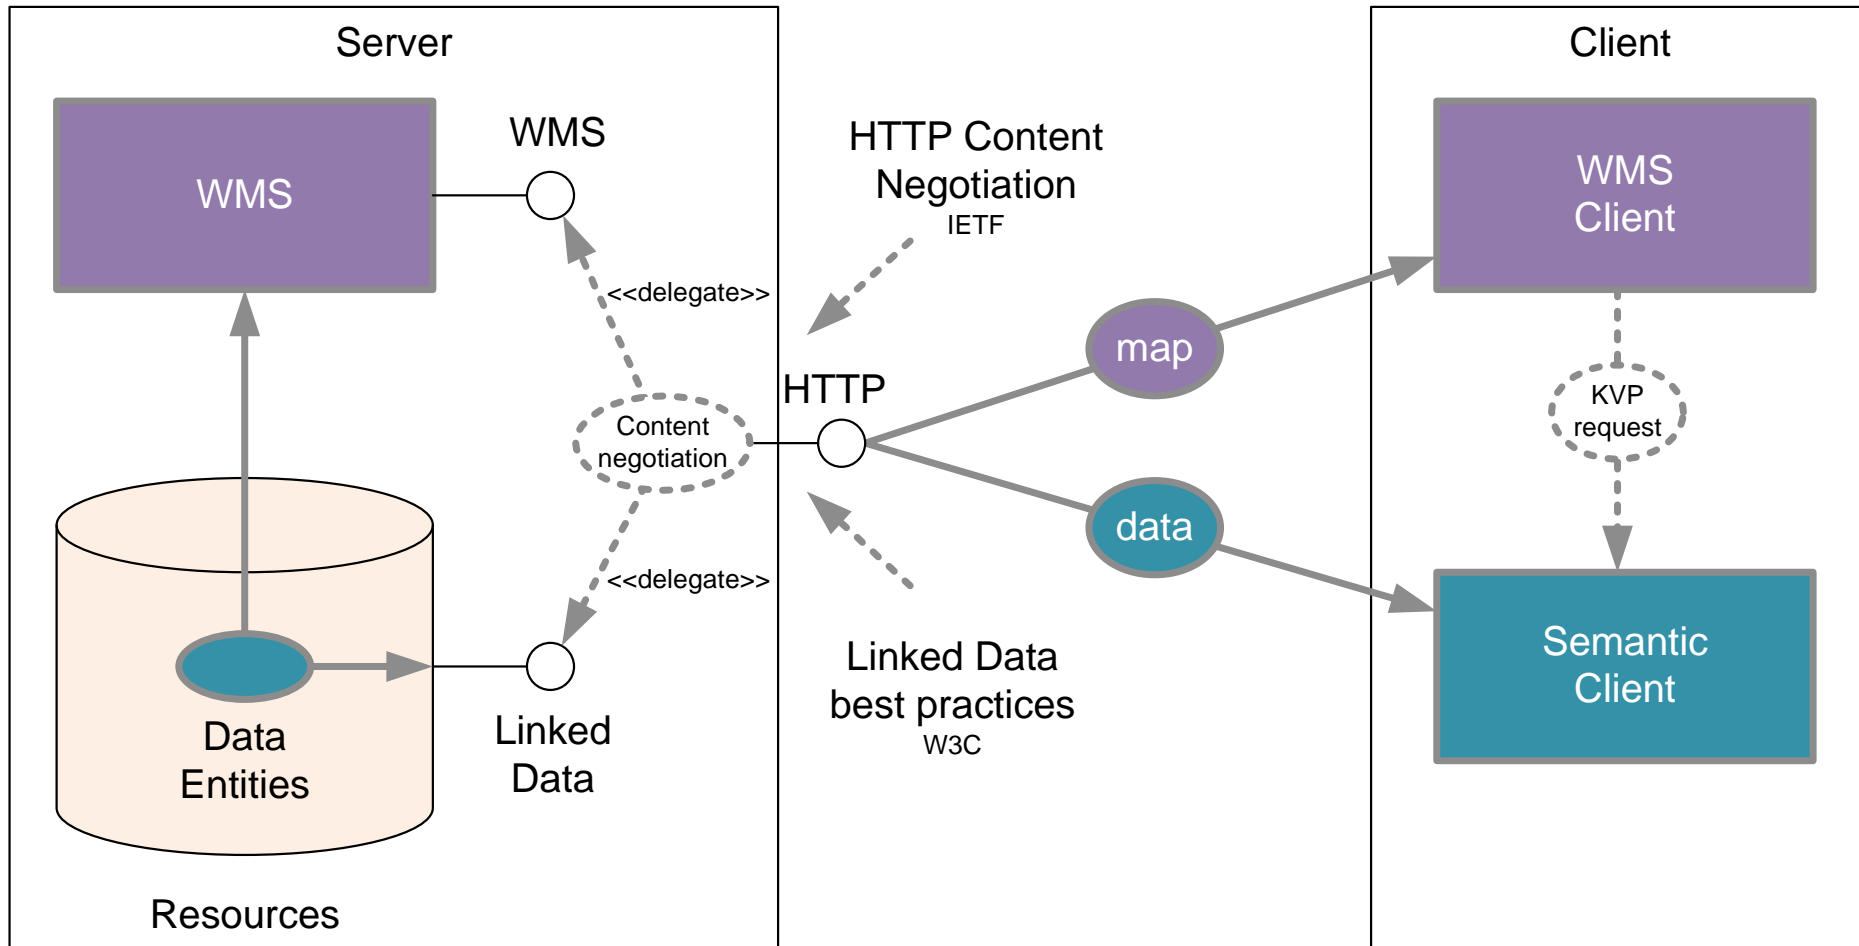 Server
WMS
WMS
<<delegate>>
Content
negotiation
<<delegate>>
Data
Entities
Linked
Data
Resources
HTTP Content
Negotiation
IETF
HTTP
map
data
Linked Data
best practices
W3C
Client
WMS
Client
KVP
request
Semantic
Client